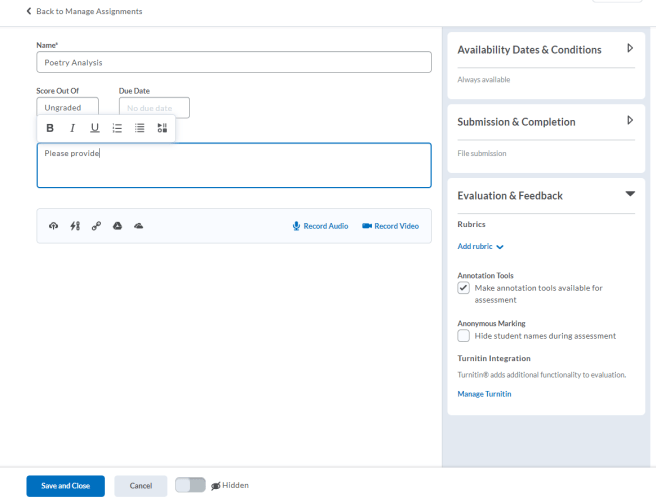 Back to Manage Assignments
Name*
Poetry Analysis
Score Out Of
Due Date
Ungraded
No due date
B I U
Please provide
Record Audio
Record Video
Availability Dates & Conditions
Always available
Submission & Completion
File submission
Evaluation & Feedback
Rubrics
Add rubric
Annotation Tools
Make annotation tools available for
assessment
Anonymous Marking
Hide student names during assessment
Turnitin Integration
Turnitin® adds additional functionality to evaluation.
Manage Turnitin
Save and Close
Cancel
Hidden